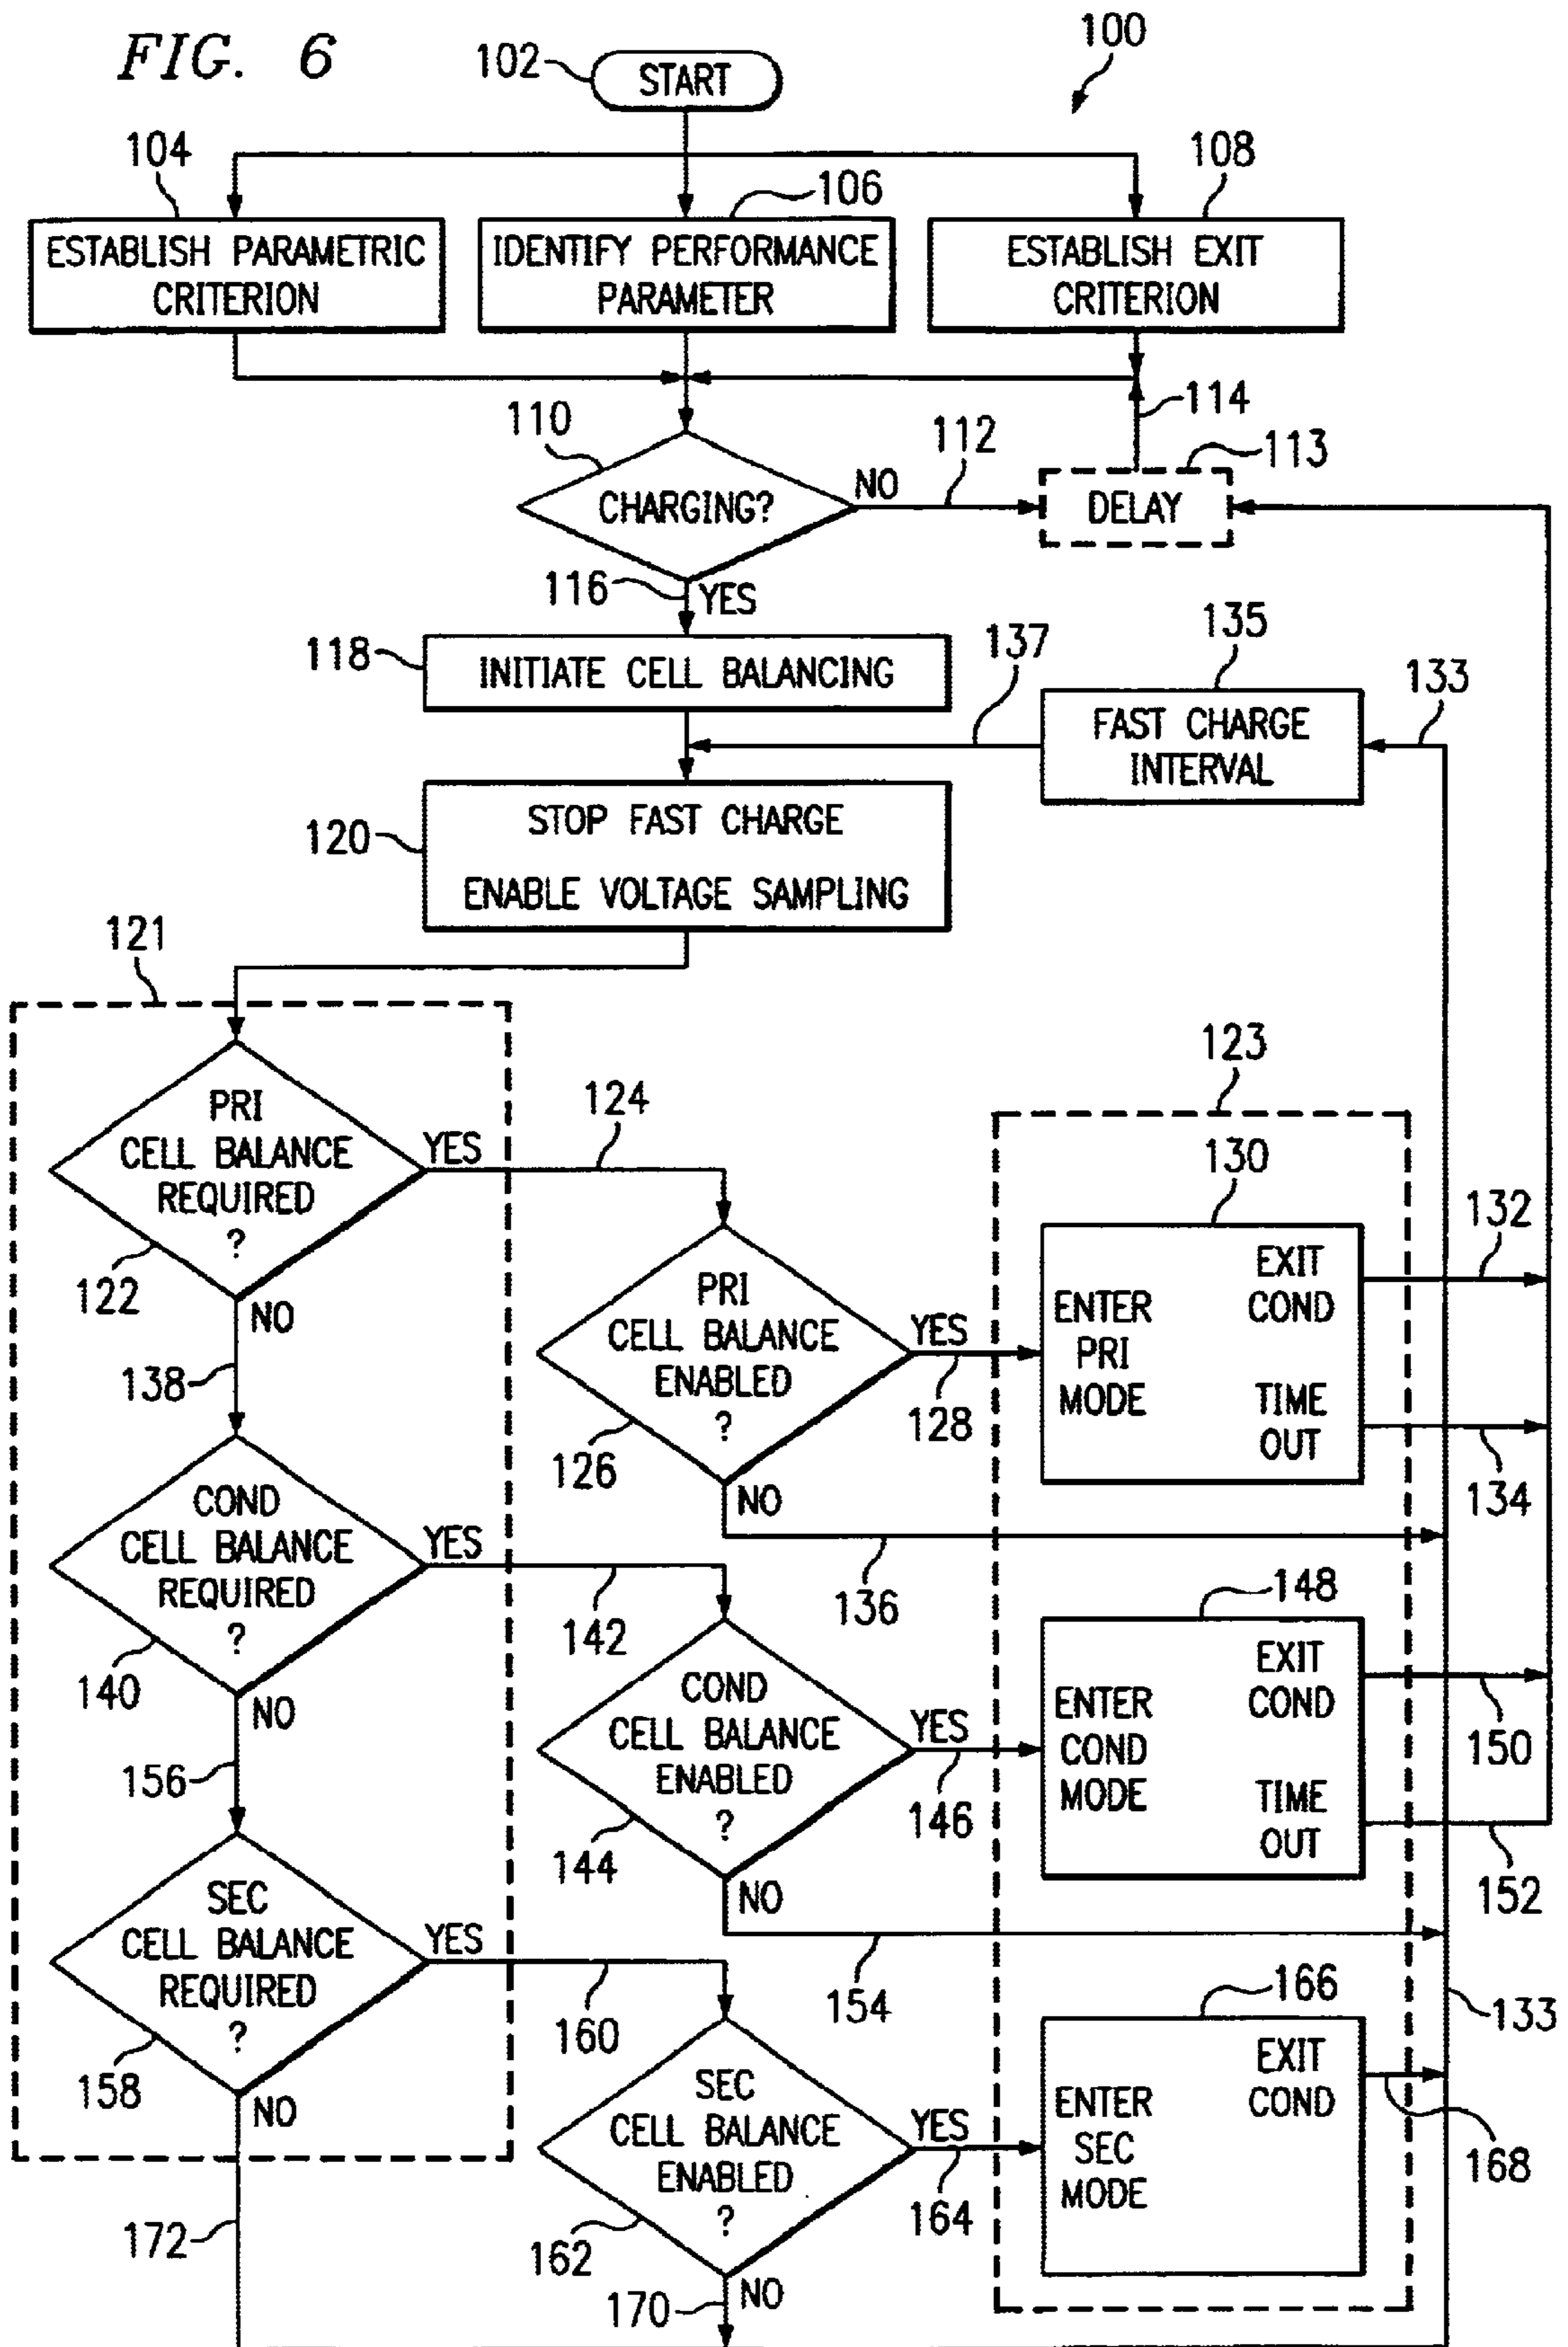 FIG. 6
100
102
START
104
106
108
ESTABLISH PARAMETRIC
CRITERION
IDENTIFY PERFORMANCE
PARAMETER
ESTABLISH EXIT
CRITERION
114
110
112
113
CHARGING?
NO
DELAY
116
YES
118
INITIATE CELL BALANCING
137
135
133
FAST CHARGE
INTERVAL
120
STOP FAST CHARGE
ENABLE VOLTAGE SAMPLING
121
123
PRI
CELL BALANCE
REQUIRED
?
YES
124
122
NO
130
132
138
PRI
CELL BALANCE
ENABLED
?
YES
128
126
NO
ENTER
PRI
MODE
EXIT
COND
TIME
OUT
134
136
COND
CELL BALANCE
REQUIRED
?
YES
142
140
NO
148
156
COND
CELL BALANCE
ENABLED
?
YES
146
144
NO
ENTER
COND
MODE
EXIT
COND
TIME
OUT
150
152
154
SEC
CELL BALANCE
REQUIRED
?
YES
160
158
NO
166
133
172
SEC
CELL BALANCE
ENABLED
?
YES
164
162
NO
170
ENTER
SEC
MODE
EXIT
COND
168